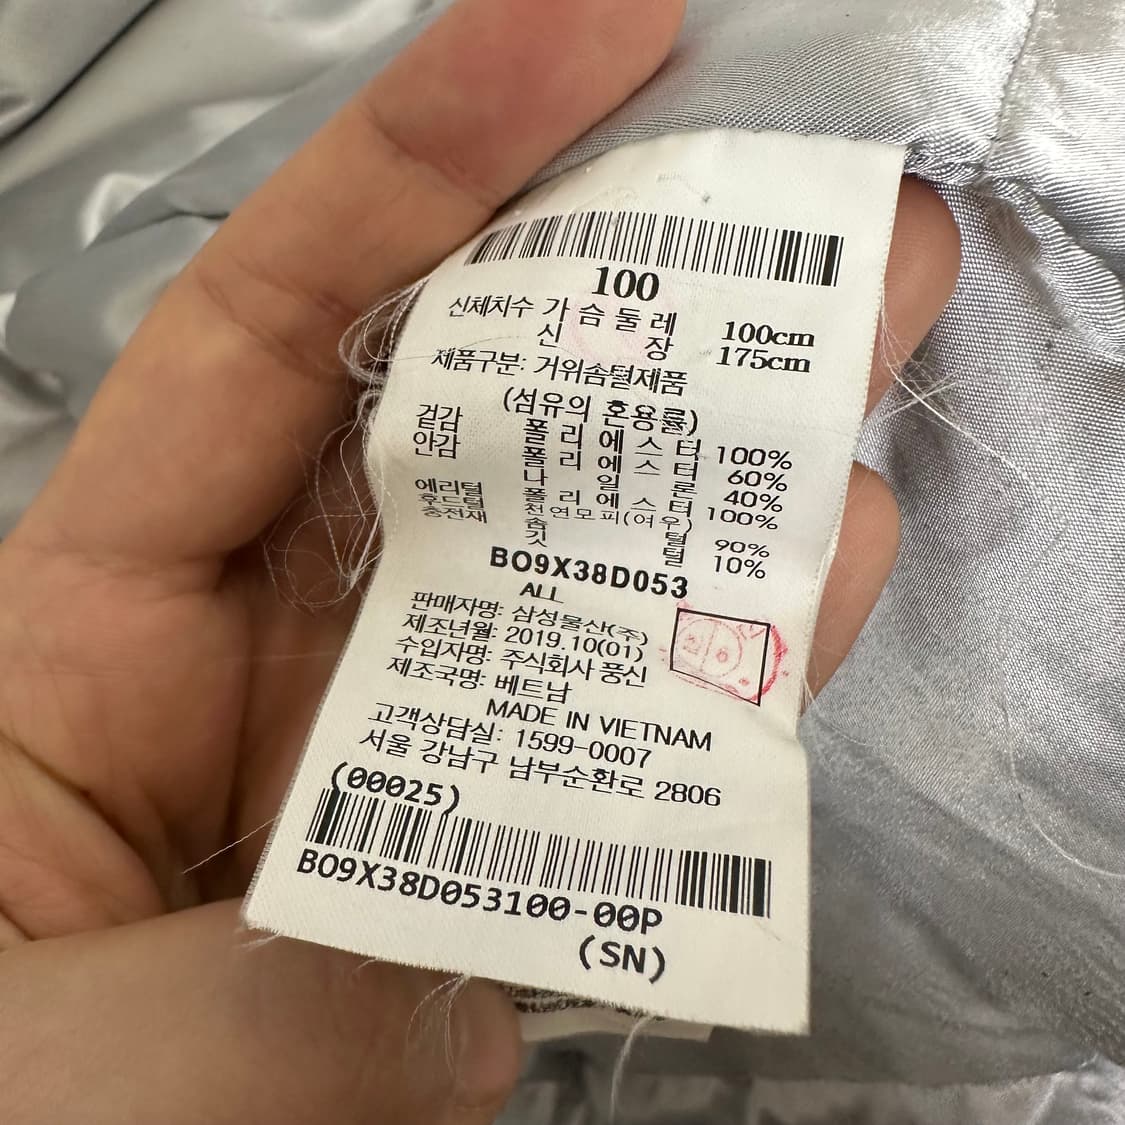 100
신체치수 가 슴 둘 레 100cm
신 장 175cm
제품구분: 거위솜털제품
(섬유의 혼용률)
겉감 폴 리 에 스 터 100%
안감 폴 리 에 스 터 60%
나 일 론 40%
에리털 폴 리 에 스 터 100%
후드털 천연모피(여우)
충전재 솜 털 90%
깃 털 10%
BO9X38D053
ALL
판매자명: 삼성물산(주)
제조년월: 2019.10(01)
수입자명: 주식회사 풍신
제조국명: 베트남
MADE IN VIETNAM
고객상담실: 1599-0007
서울 강남구 남부순환로 2806
(00025)
BO9X38D053100-00P
(SN)